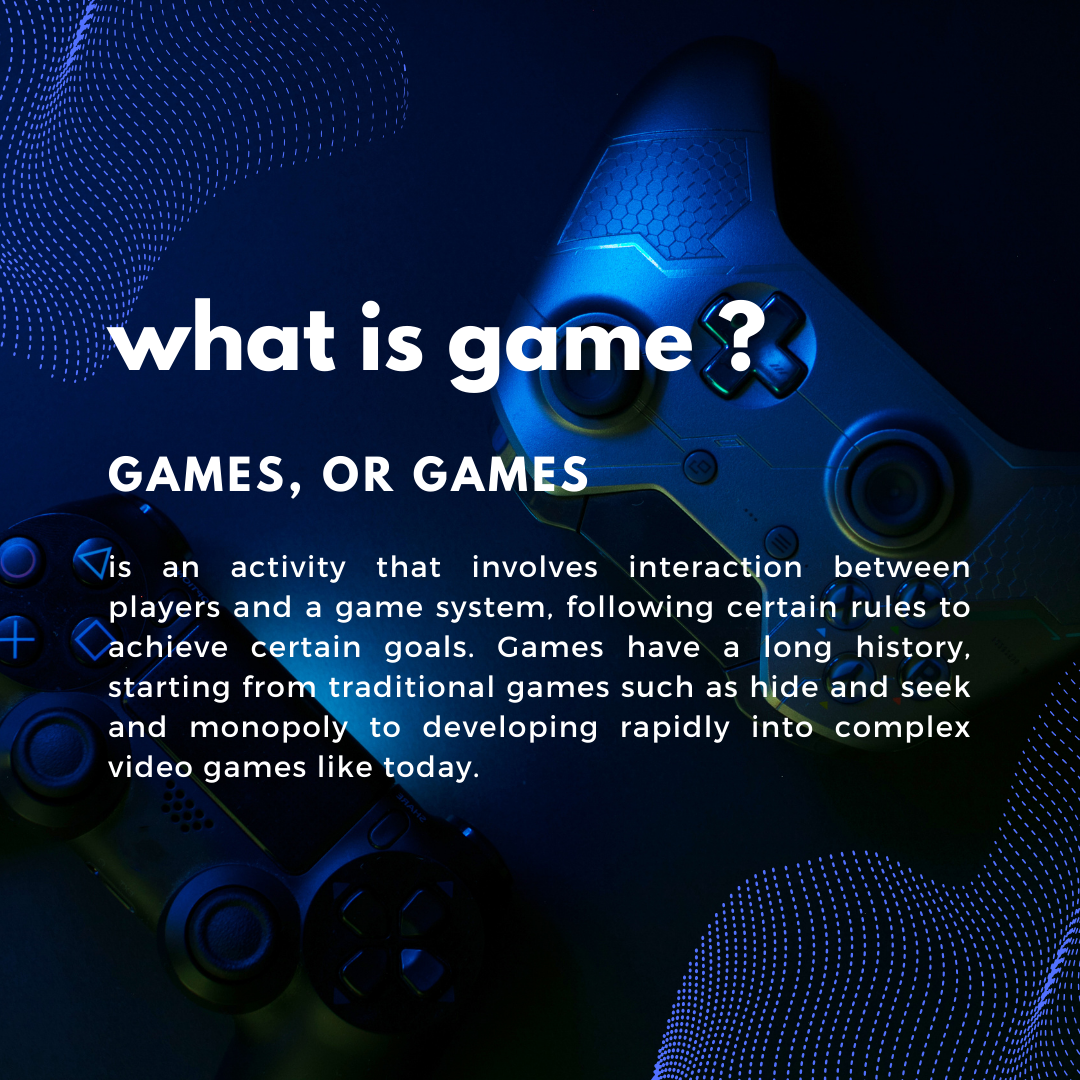 what is game ?
GAMES, OR GAMES
is an activity that involves interaction between
players and a game system, following certain rules to
achieve certain goals. Games have a long history,
starting from traditional games such as hide and seek
and monopoly to developing rapidly into complex
video games like today.